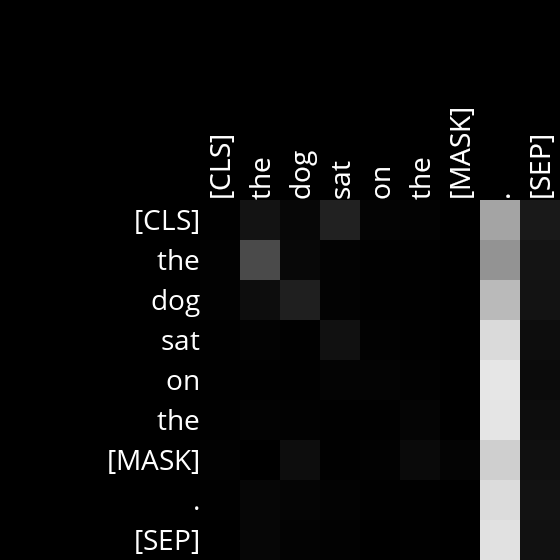 [CLS] the dog sat on the [MASK] . [SEP]
[CLS]
the
dog
sat
on
the
[MASK]
.
[SEP]